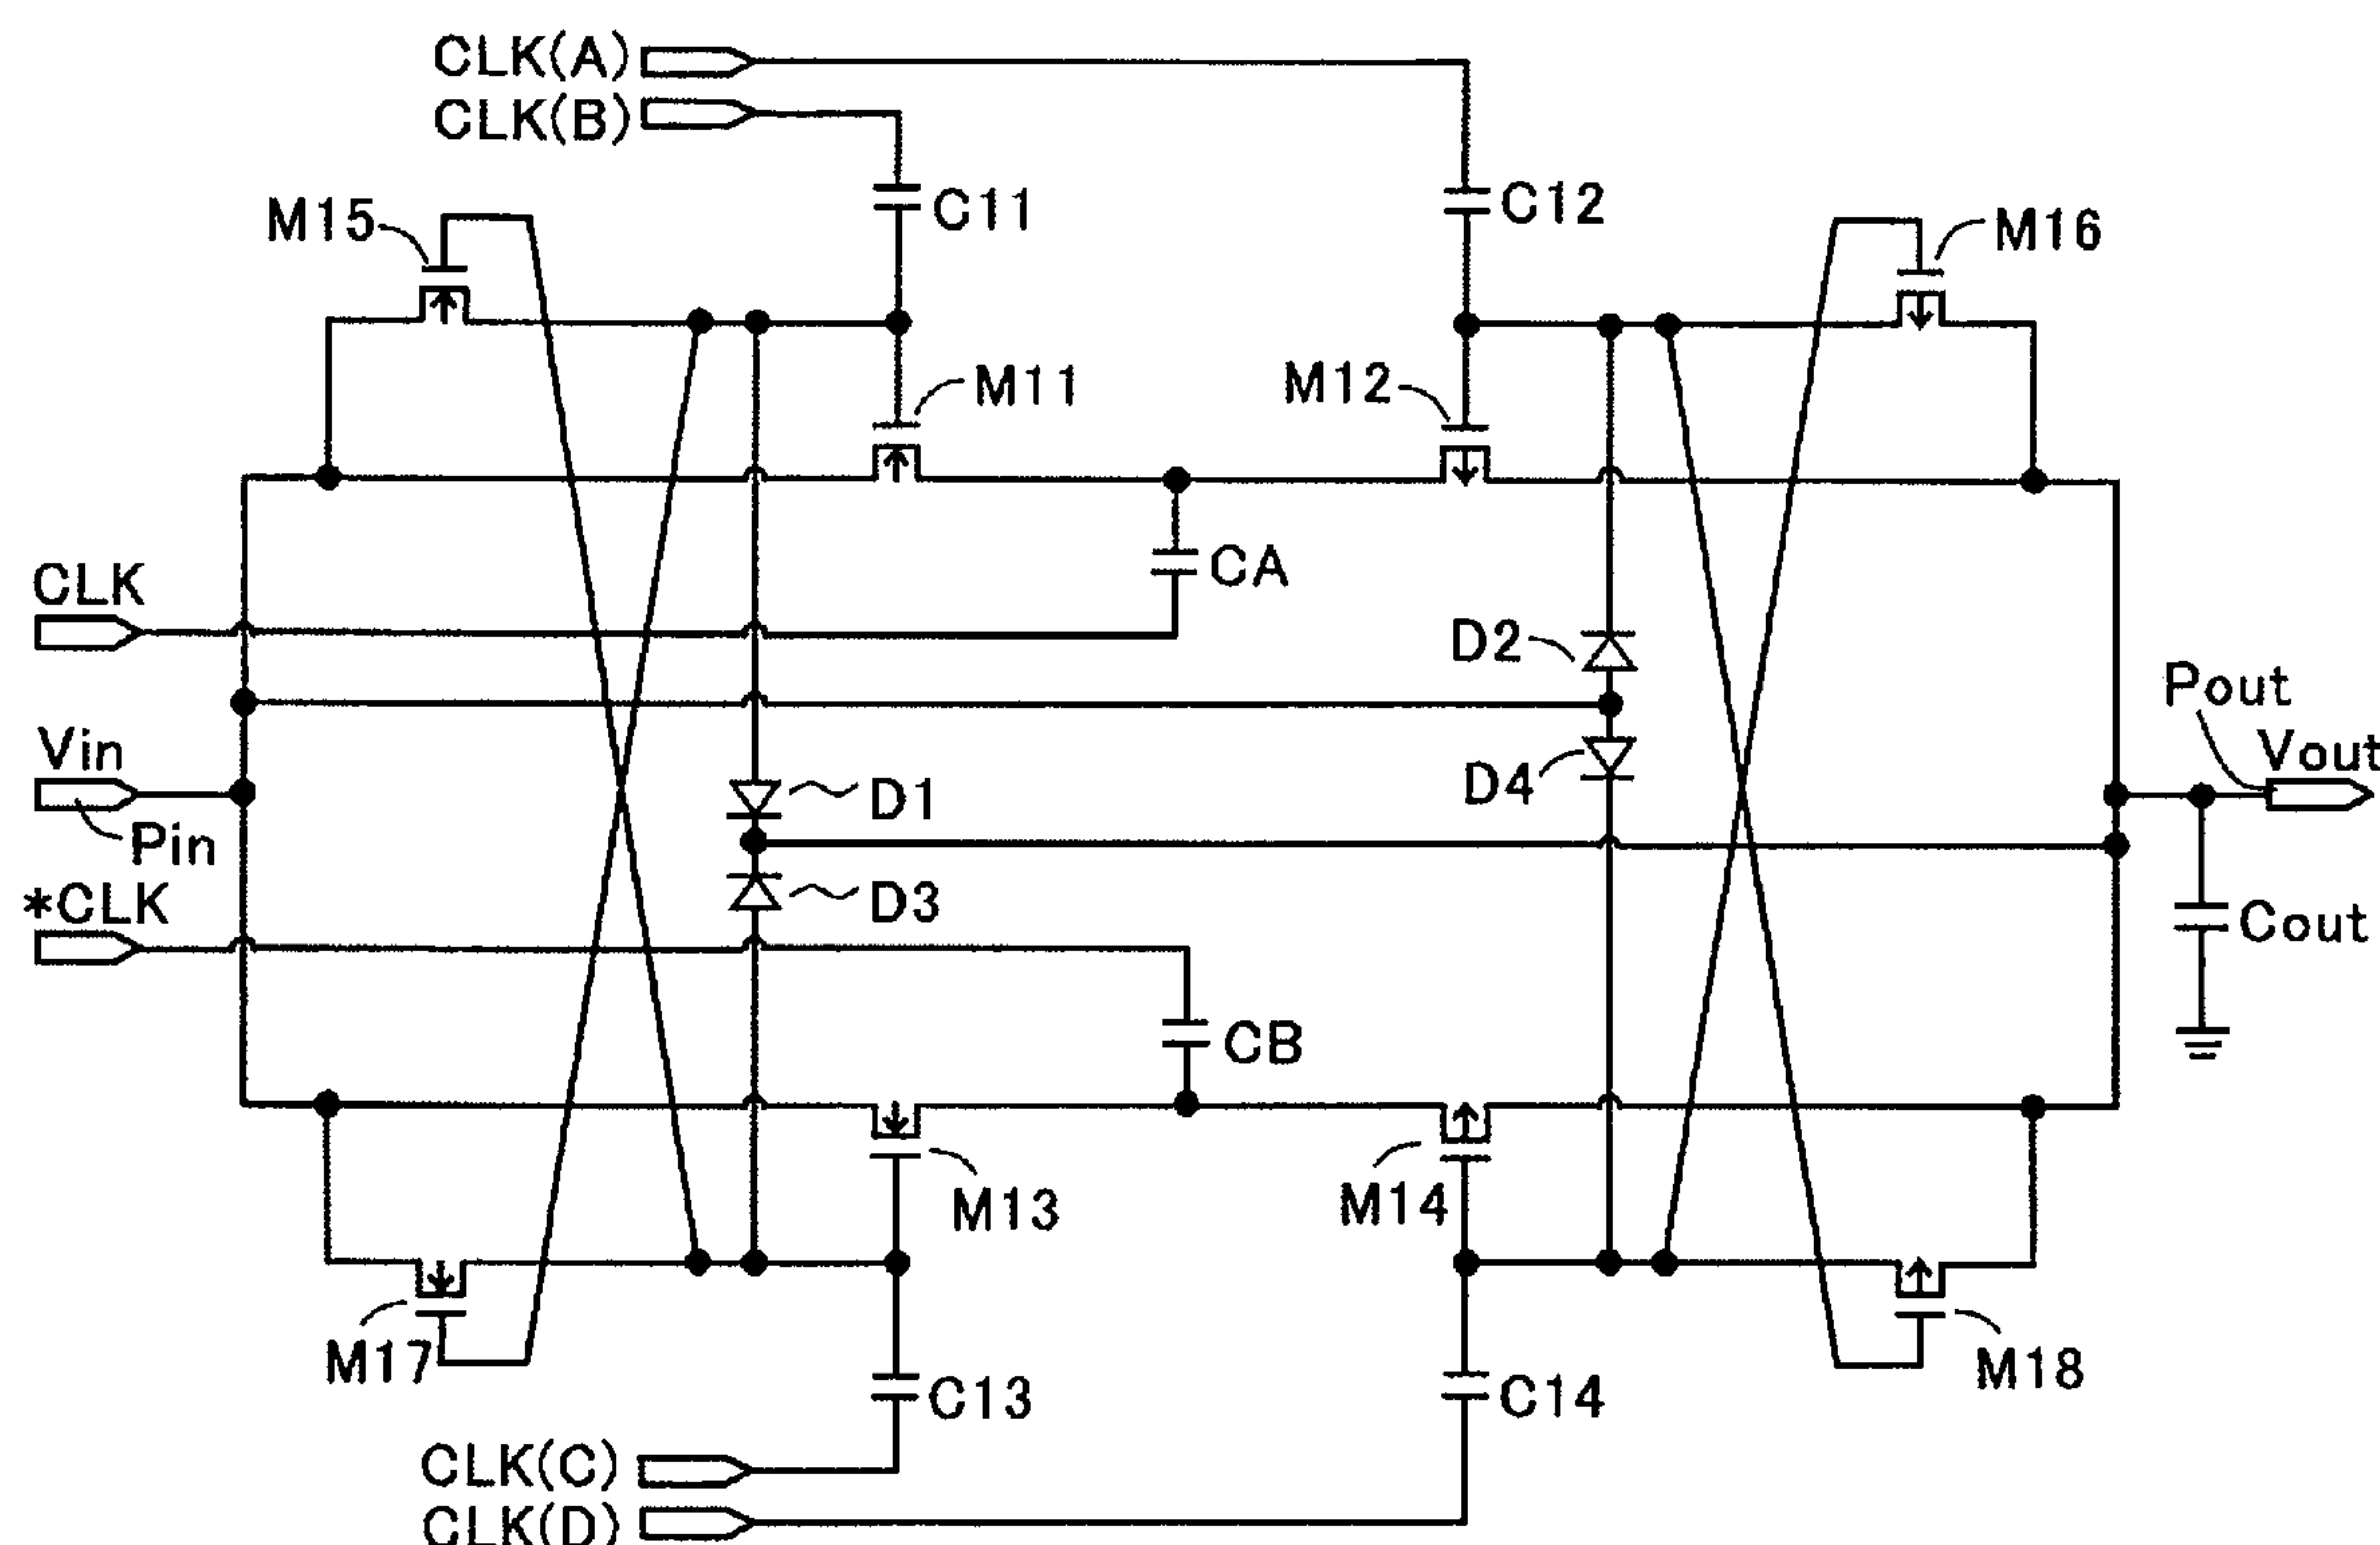 CLK(A)
CLK(B)
C11
C12
M15
M16
M11
M12
CLK
CA
D2
Pout
Vin
Vout
D4
D1
Pin
*CLK
D3
Cout
CB
M13
M14
M17
M18
C13
C14
CLK(C)
CLK(D)